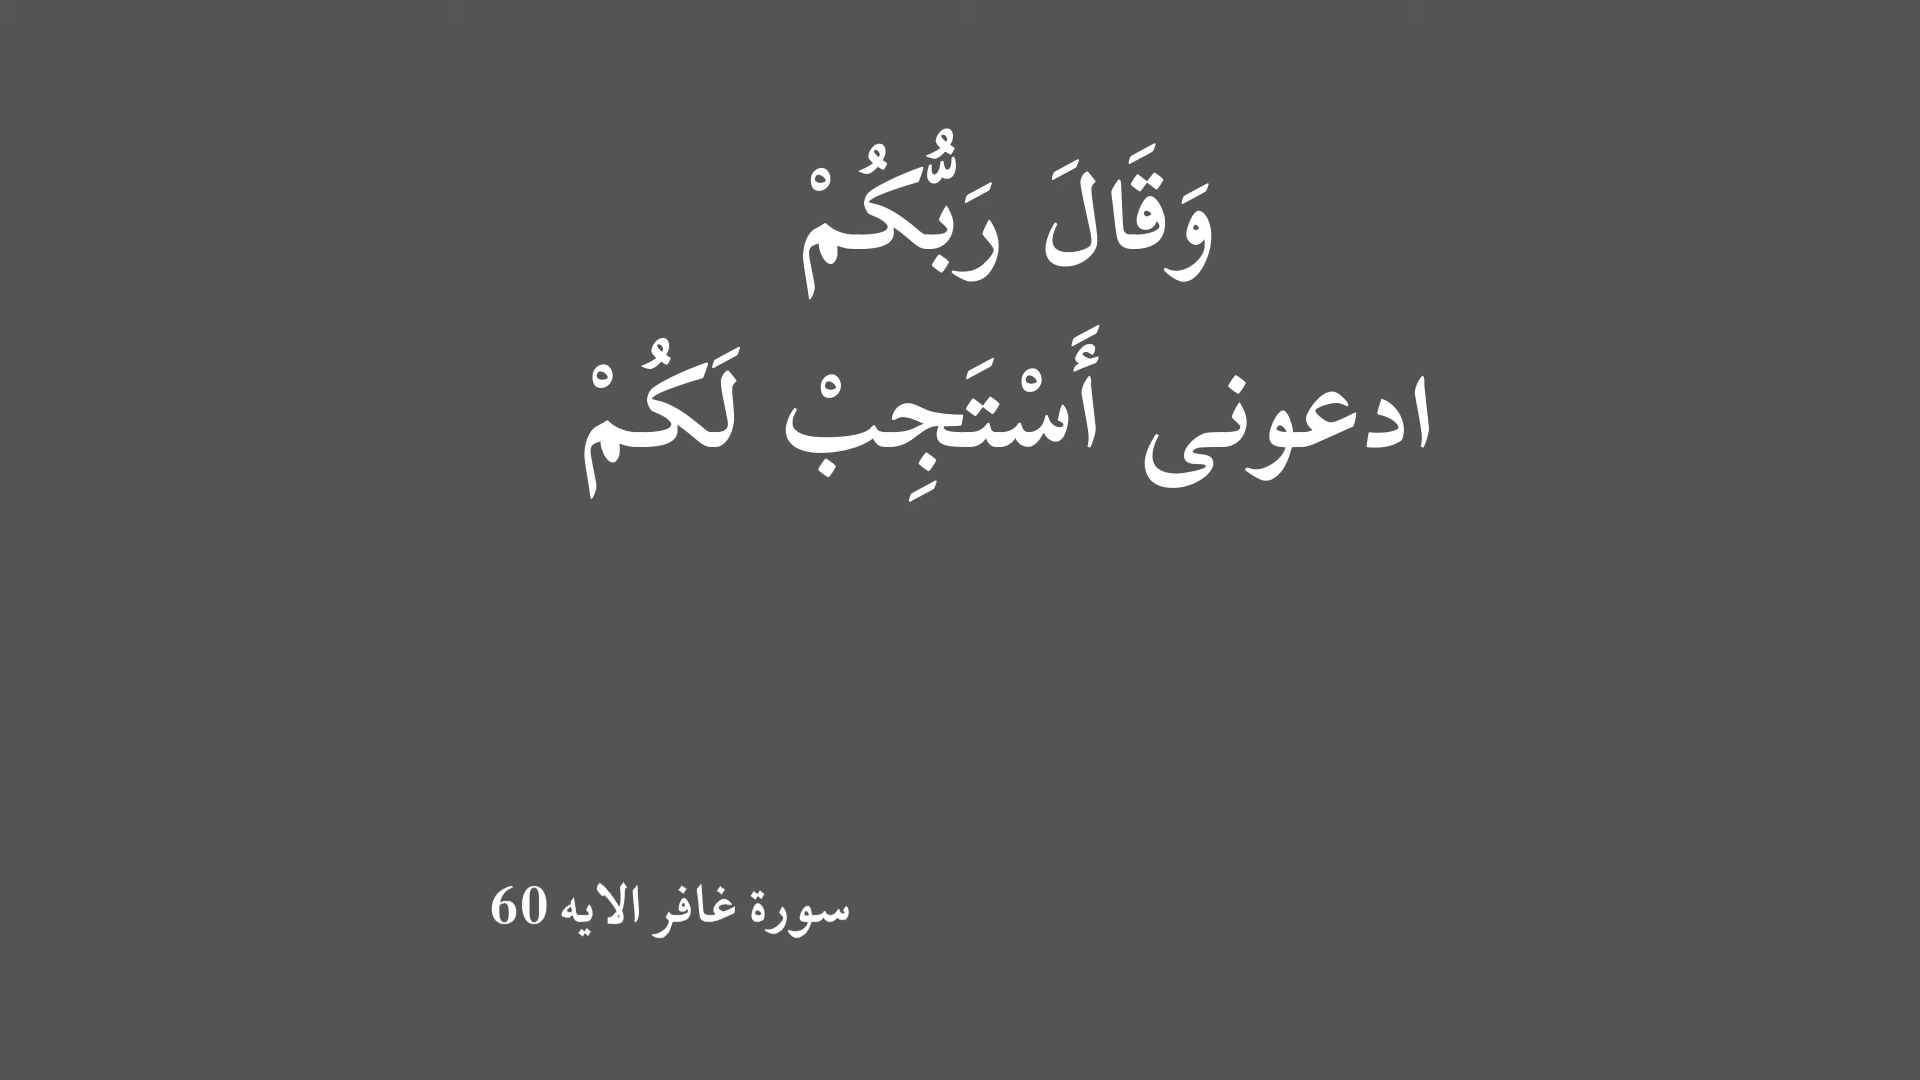 وَقَالَ رَبُّكُمْ
ادعونى أَسْتَجِبْ لَكُمْ
سورة غافر الايه 60